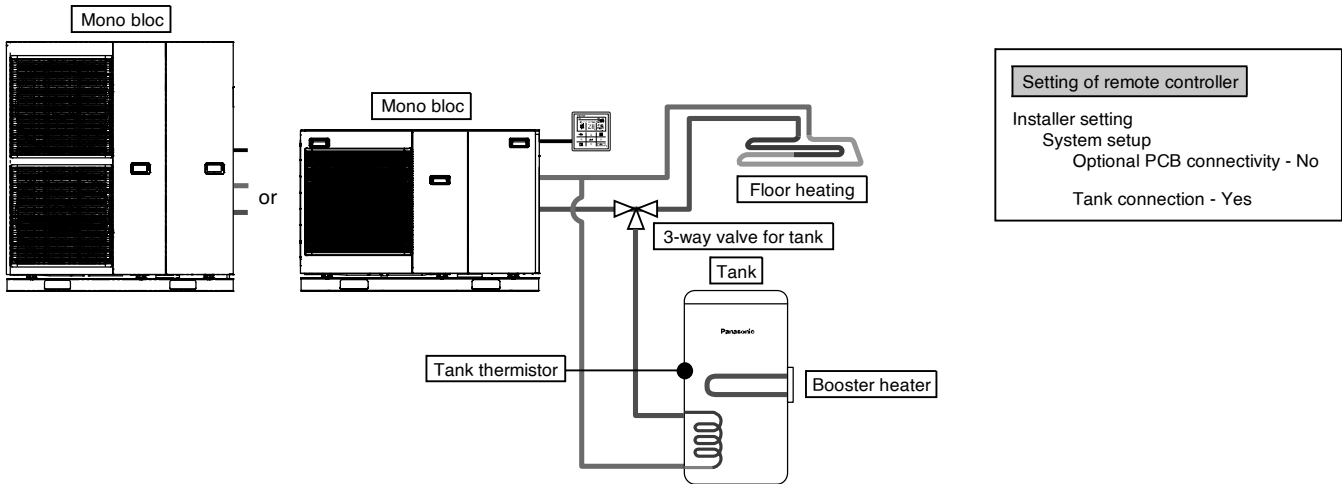 Mono bloc
or
Mono bloc
Floor heating
3-way valve for tank
Tank
Panasonic
Tank thermistor
Booster heater
Setting of remote controller
Installer setting
System setup
Optional PCB connectivity - No
Tank connection - Yes